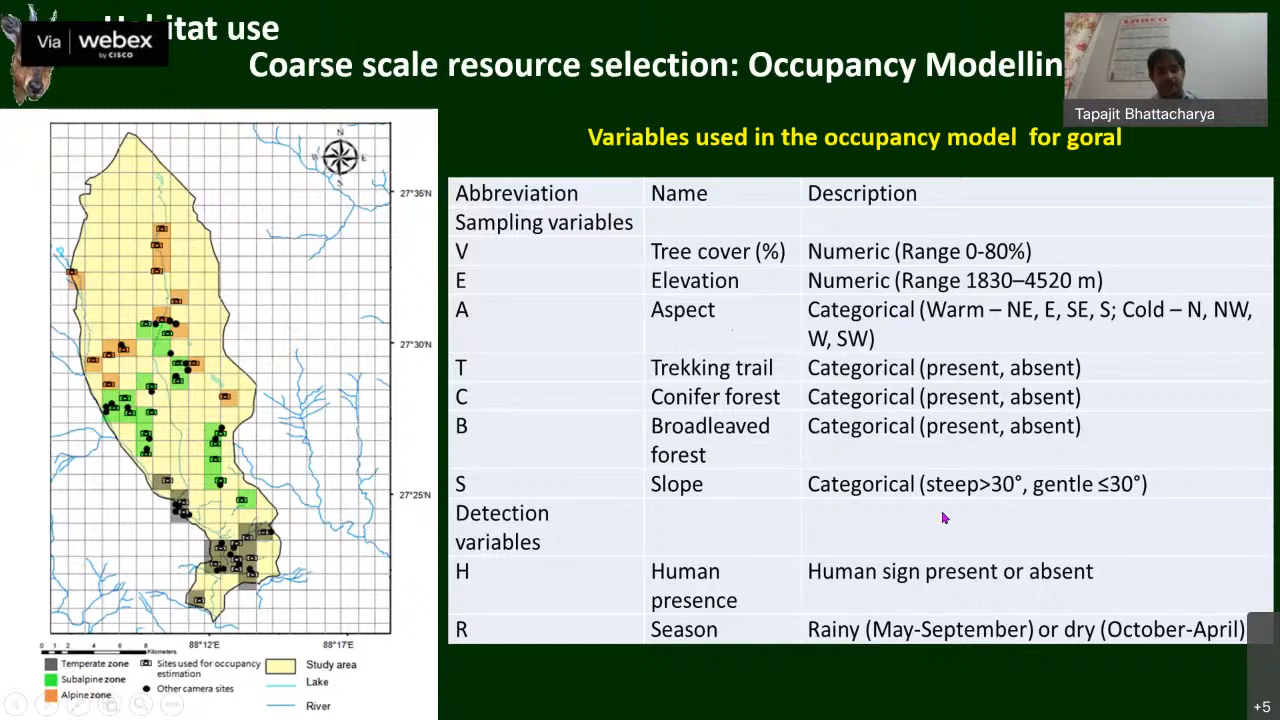 Habitat use
Via webex
by CISCO
Coarse scale resource selection: Occupancy Modellin
LABCO
Tapajit Bhattacharya
Variables used in the occupancy model for goral
N
W E
S
27°35'N
27°30'N
27°25'N
88°12'E 88°17'E
0 1 2 4 6 8
Kilometers
Temperate zone
Subalpine zone
Alpine zone
Sites used for occupancy
estimation
Other camera sites
Study area
Lake
River
Abbreviation Name Description
Sampling variables
V Tree cover (%) Numeric (Range 0-80%)
E Elevation Numeric (Range 1830–4520 m)
A Aspect Categorical (Warm – NE, E, SE, S; Cold – N, NW,
W, SW)
T Trekking trail Categorical (present, absent)
C Conifer forest Categorical (present, absent)
B Broadleaved Categorical (present, absent)
forest
S Slope Categorical (steep>30°, gentle ≤30°)
Detection
variables
H Human Human sign present or absent
presence
R Season Rainy (May-September) or dry (October-April)
+5